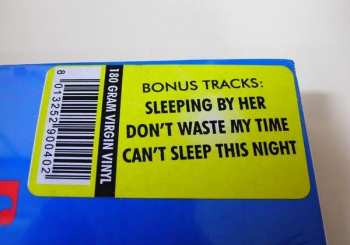 BONUS TRACKS:
SLEEPING BY HER
DON'T WASTE MY TIME
CAN'T SLEEP THIS NIGHT
180 GRAM VIRGIN VINYL
8 013252 900402